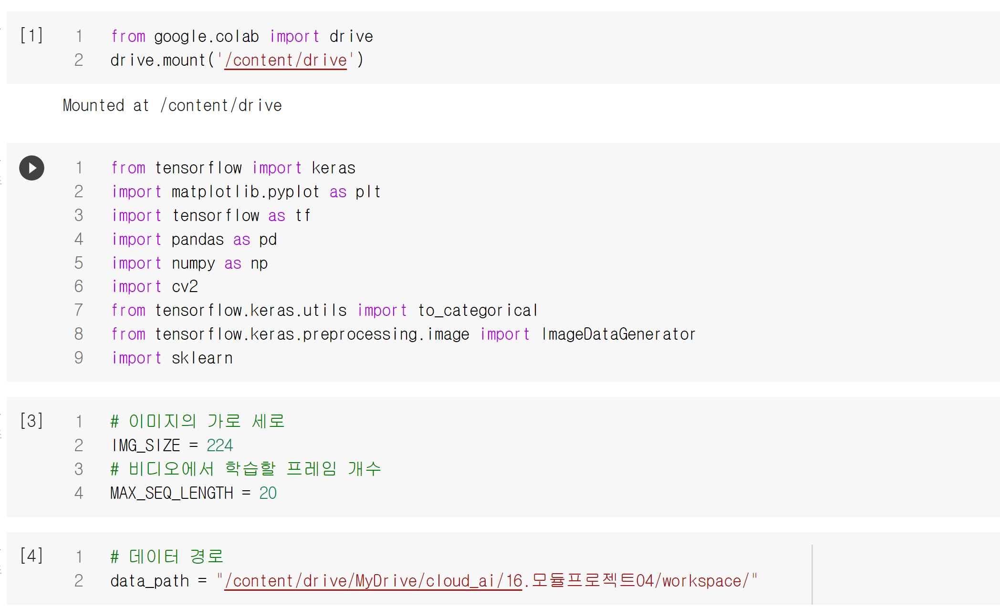 [1] 1 from google.colab import drive
2 drive.mount('/content/drive')
Mounted at /content/drive
1 from tensorflow import keras
2 import matplotlib.pyplot as plt
3 import tensorflow as tf
4 import pandas as pd
5 import numpy as np
6 import cv2
7 from tensorflow.keras.utils import to_categorical
8 from tensorflow.keras.preprocessing.image import ImageDataGenerator
9 import sklearn
[3] 1 # 이미지의 가로 세로
2 IMG_SIZE = 224
3 # 비디오에서 학습할 프레임 개수
4 MAX_SEQ_LENGTH = 20
[4] 1 # 데이터 경로
2 data_path = "/content/drive/MyDrive/cloud_ai/16.모듈프로젝트04/workspace/"